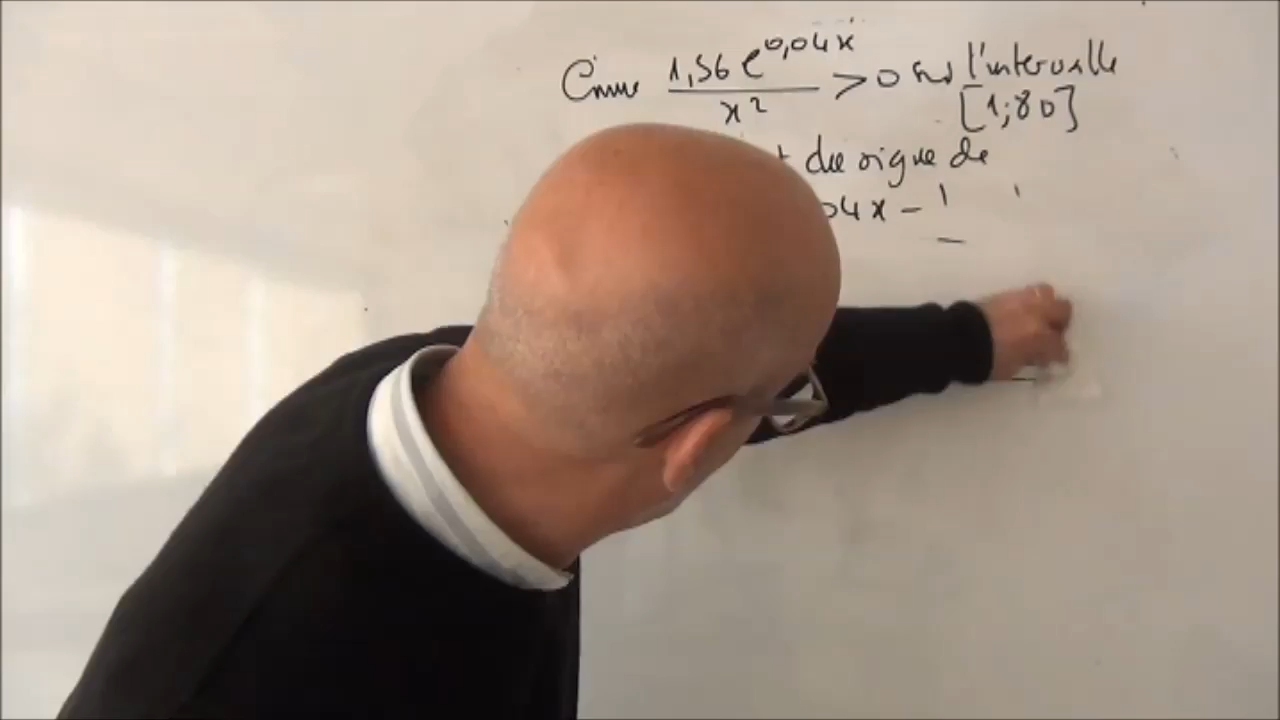 Comme 1,56 e^0,04x / x² > 0 sur l'intervalle
[1;80]
du signe de
04x - 1